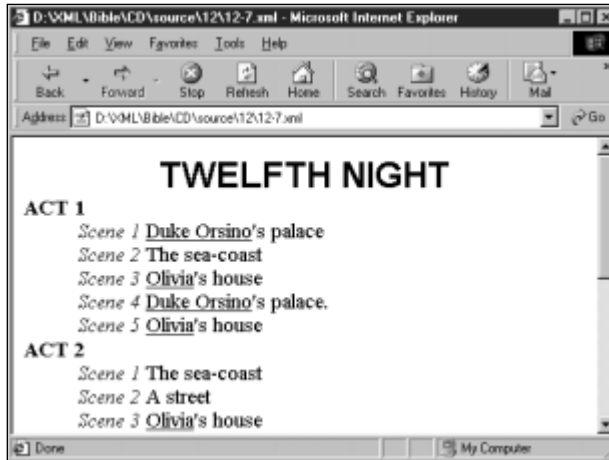 D:\XML\Bible\CD\source\12\12-7.xml - Microsoft Internet Explorer
File Edit View Favorites Tools Help
Back Forward Stop Refresh Home Search Favorites History Mail
Address D:\XML\Bible\CD\source\12\12-7.xml Go
TWELFTH NIGHT
ACT 1
Scene 1 Duke Orsino's palace
Scene 2 The sea-coast
Scene 3 Olivia's house
Scene 4 Duke Orsino's palace.
Scene 5 Olivia's house
ACT 2
Scene 1 The sea-coast
Scene 2 A street
Scene 3 Olivia's house
Done My Computer